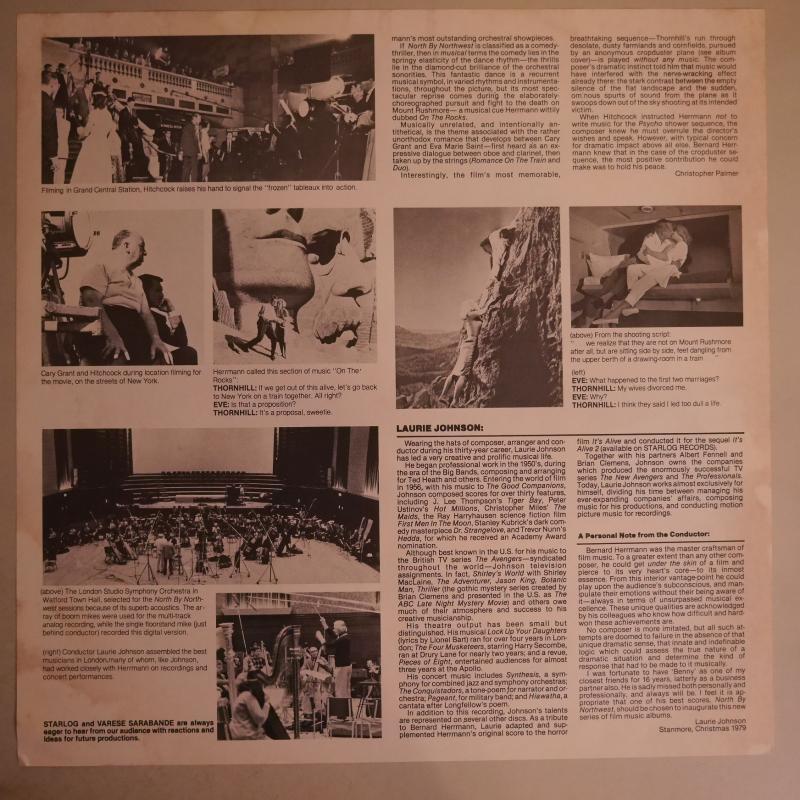 mann's most outstanding orchestral showpieces.
If North By Northwest is classified as a comedy-
thriller, then in musical terms the comedy lies in the
springy elasticity of the dance rhythm—the thrills
lie in the diamond-cut brilliance of the orchestral
sonorities. This fantastic dance is a recurrent
musical symbol, in varied rhythms and instrumenta-
tions, throughout the picture, but its most spec-
tacular reprise comes during the elaborately-
choreographed pursuit and fight to the death on
Mount Rushmore— a musical cue Herrmann wittily
dubbed On The Rocks.
Musically unrelated, and intentionally an-
tithetical, is the theme associated with the rather
unorthodox romance that develops between Cary
Grant and Eva Marie Saint—first heard as an ex-
pressive dialogue between oboe and clarinet, then
taken up by the strings (Romance On The Train and
Duo).
Interestingly, the film's most memorable,
breathtaking sequence—Thornhill's run through
desolate, dusty farmlands and cornfields, pursued
by an anonymous cropduster plane (see album
cover)—is played without any music. The com-
poser's dramatic instinct told him that music would
have interfered with the nerve-wracking effect
already there: the stark contrast between the empty
silence of the flat landscape and the sudden,
ominous spurts of sound from the plane as it
swoops down out of the sky shooting at its intended
victim.
When Hitchcock instructed Herrmann not to
write music for the Psycho shower sequence, the
composer knew he must overrule the director's
wishes and speak. However, with typical concern
for dramatic impact above all else, Bernard Herr-
mann knew that in the case of the cropduster se-
quence, the most positive contribution he could
make was to hold his peace.
Christopher Palmer
Filming in Grand Central Station, Hitchcock raises his hand to signal the "frozen" tableaux into action.
Cary Grant and Hitchcock during location filming for
the movie, on the streets of New York.
Herrmann called this section of music "On The
Rocks":
THORNHILL: If we get out of this alive, let's go back
to New York on a train together. All right?
EVE: Is that a proposition?
THORNHILL: It's a proposal, sweetie.
(above) From the shooting script:
" we realize that they are not on Mount Rushmore
after all, but are sitting side by side, feet dangling from
the upper berth of a drawing-room in a train "
(left)
EVE: What happened to the first two marriages?
THORNHILL: My wives divorced me.
EVE: Why?
THORNHILL: I think they said I led too dull a life.
(above) The London Studio Symphony Orchestra in
Watford Town Hall, selected for the North By North-
west sessions because of its superb acoustics. The ar-
ray of boom mikes were used for the multi-track
analog recording, while the single floorstand mike (just
behind conductor) recorded this digital version.
(right) Conductor Laurie Johnson assembled the best
musicians in London, many of whom, like Johnson,
had worked closely with Herrmann on recordings and
concert performances.
STARLOG and VARESE SARABANDE are always
eager to hear from our audience with reactions and
ideas for future productions.
LAURIE JOHNSON:
Wearing the hats of composer, arranger and con-
ductor during his thirty-year career, Laurie Johnson
has led a very creative and prolific musical life.
He began professional work in the 1950's, during
the era of the Big Bands, composing and arranging
for Ted Heath and others. Entering the world of film
in 1956, with his music to The Good Companions,
Johnson composed scores for over thirty features,
including J. Lee Thompson's Tiger Bay, Peter
Ustinov's Hot Millions, Christopher Miles' The
Maids, the Ray Harryhausen science fiction film
First Men In The Moon, Stanley Kubrick's dark com-
edy masterpiece Dr. Strangelove, and Trevor Nunn's
Hedda, for which he received an Academy Award
nomination.
Although best known in the U.S. for his music to
the British TV series The Avengers—syndicated
throughout the world—Johnson television
assignments. In fact, Shirley's World with Shirley
MacLaine, The Adventurer, Jason King, Botanic
Man, Thriller (the gothic mystery series created by
Brian Clemens and presented in the U.S. as The
ABC Late Night Mystery Movie) and others owe
much of their atmosphere and success to his
creative musicianship.
His theatre output has been small but
distinguished. His musical Lock Up Your Daughters
(lyrics by Lionel Bart) ran for over four years in Lon-
don; The Four Musketeers, starring Harry Secombe,
ran at Drury Lane for nearly two years; and a revue,
Pieces of Eight, entertained audiences for almost
three years at the Apollo.
His concert music includes Synthesis, a sym-
phony for combined jazz and symphony orchestras;
The Conquistadors, a tone-poem for narrator and or-
chestra; Pageant, for military band; and Hiawatha, a
cantata after Longfellow's poem.
In addition to this recording, Johnson's talents
are represented on several other discs. As a tribute
to Bernard Herrmann, Laurie adapted and sup-
plemented Herrmann's original score to the horror
film It's Alive and conducted it for the sequel It's
Alive 2 (available on STARLOG RECORDS).
Together with his partners Albert Fennell and
Brian Clemens, Johnson owns the companies
which produced the enormously successful TV
series The New Avengers and The Professionals.
Today, Laurie Johnson works almost exclusively for
himself, dividing his time between managing his
ever-expanding companies' affairs, composing
music for his productions, and conducting motion
picture music for recordings.
A Personal Note from the Conductor:
Bernard Herrmann was the master craftsman of
film music. To a greater extent than any other com-
poser, he could get under the skin of a film and
pierce to its very heart's core—to its inmost
essence. From this interior vantage-point he could
play upon the audience's subconscious, and man-
ipulate their emotions without their being aware of
it—always in terms of unsurpassed musical ex-
cellence. These unique qualities are acknowledged
by his colleagues who know how difficult and hard-
won these achievements are.
No composer is more imitated, but all such at-
tempts are doomed to failure in the absence of that
unique dramatic sense, that innate and indefinable
logic which could assess the true nature of a
dramatic situation and determine the kind of
response that had to be made to it musically.
I was fortunate to have 'Benny' as one of my
closest friends for 16 years, latterly as a business
partner also. He is sadly missed both personally and
professionally, and always will be. I feel it is ap-
propriate that one of his best scores, North By
Northwest, should be chosen to inaugurate this new
series of film music albums.
Laurie Johnson
Stanmore, Christmas 1979